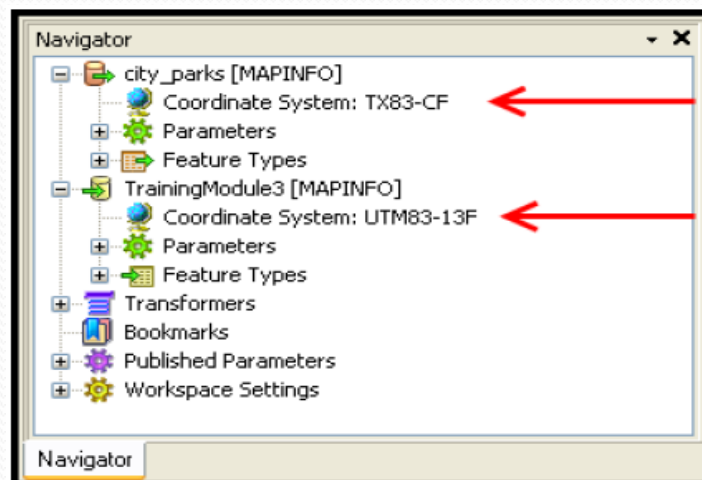 Navigator
city_parks [MAPINFO]
Coordinate System: TX83-CF
Parameters
Feature Types
TrainingModule3 [MAPINFO]
Coordinate System: UTM83-13F
Parameters
Feature Types
Transformers
Bookmarks
Published Parameters
Workspace Settings
Navigator